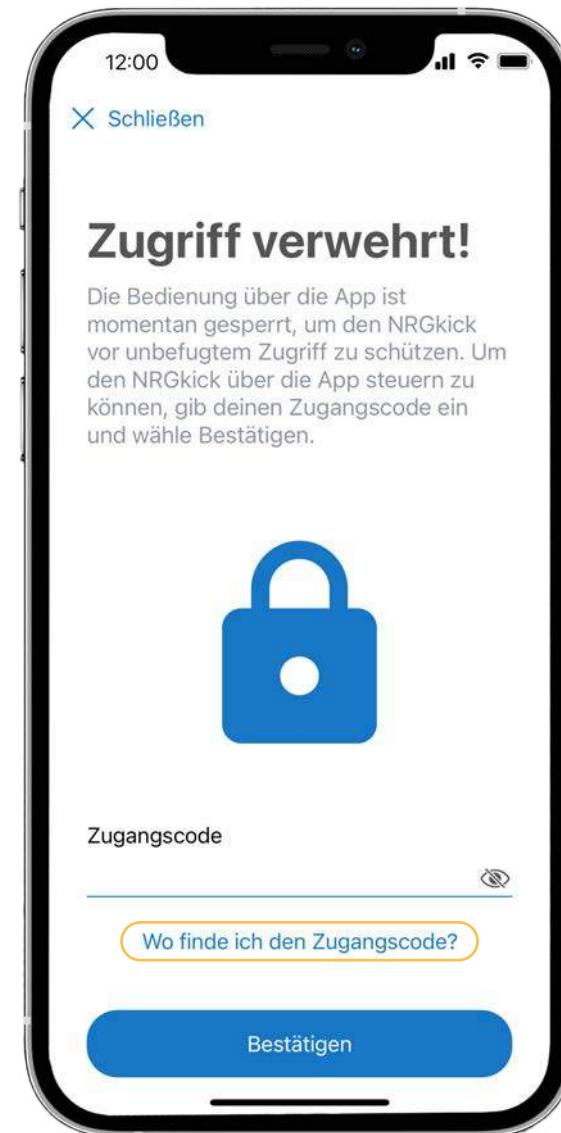 12:00
Schließen
Zugriff verwehrt!
Die Bedienung über die App ist
momentan gesperrt, um den NRGkick
vor unbefugtem Zugriff zu schützen. Um
den NRGkick über die App steuern zu
können, gib deinen Zugangscode ein
und wähle Bestätigen.
Zugangscode
Wo finde ich den Zugangscode?
Bestätigen